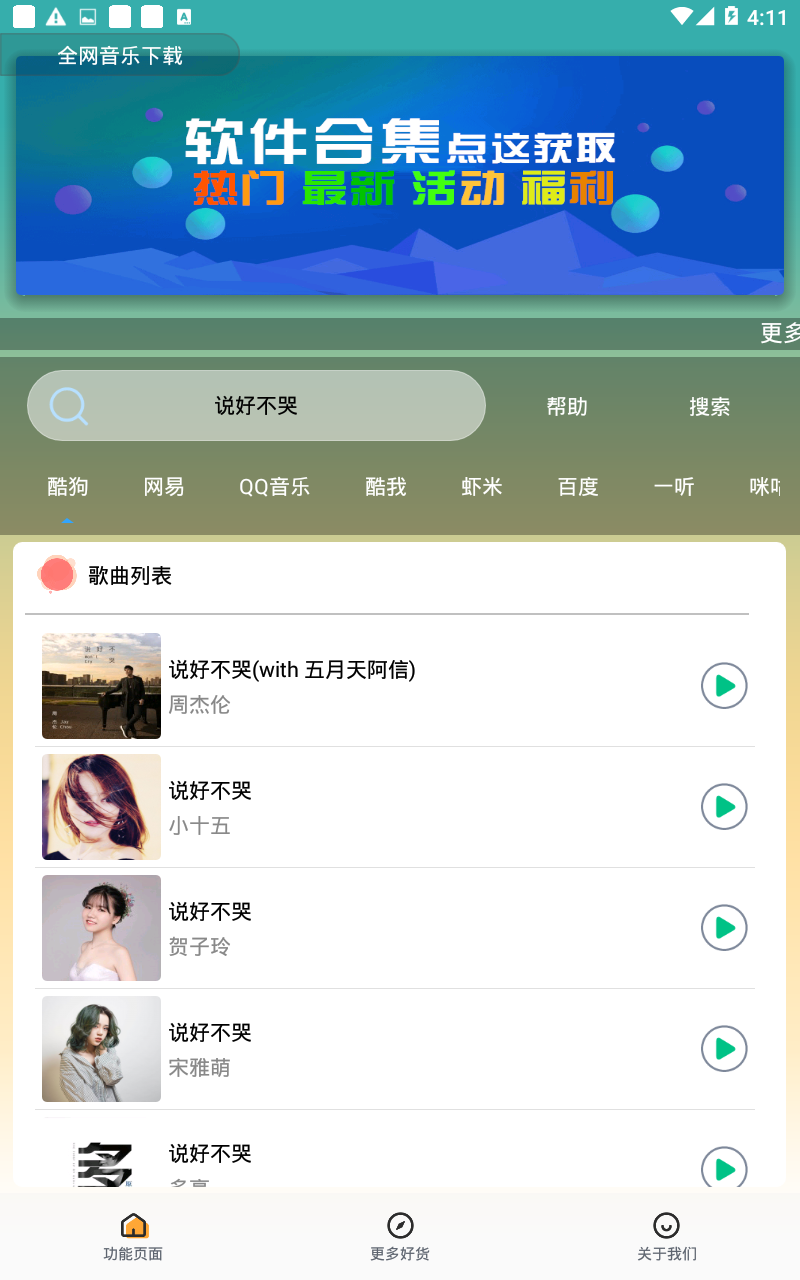 4:11
全网音乐下载
软件合集点这获取
热门 最新 活动 福利
更多
说好不哭
帮助
搜索
酷狗
网易
QQ音乐
酷我
虾米
百度
一听
咪咕
歌曲列表
说好不哭(with 五月天阿信)
周杰伦
说好不哭
小十五
说好不哭
贺子玲
说好不哭
宋雅萌
说好不哭
多亮
功能页面
更多好货
关于我们